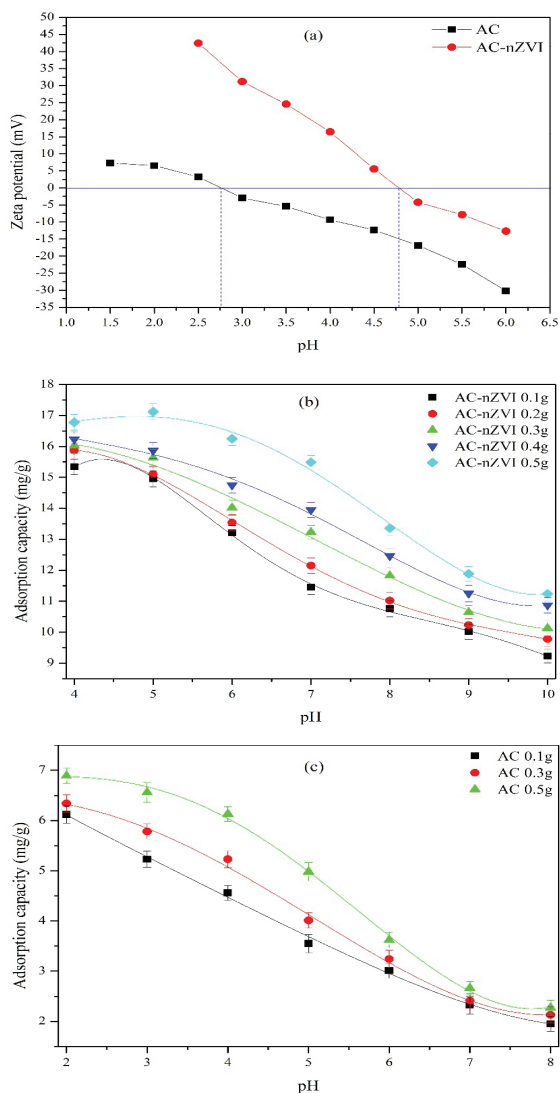 (a)
AC
AC-nZVI
Zeta potential (mV)
50
45
40
35
30
25
20
15
10
5
0
-5
-10
-15
-20
-25
-30
-35
1.0 1.5 2.0 2.5 3.0 3.5 4.0 4.5 5.0 5.5 6.0 6.5
pH
(b)
AC-nZVI 0.1g
AC-nZVI 0.2g
AC-nZVI 0.3g
AC-nZVI 0.4g
AC-nZVI 0.5g
Adsorption capacity (mg/g)
18
17
16
15
14
13
12
11
10
9
4 5 6 7 8 9 10
pH
(c)
AC 0.1g
AC 0.3g
AC 0.5g
Adsorption capacity (mg/g)
7
6
5
4
3
2
2 3 4 5 6 7 8
pH